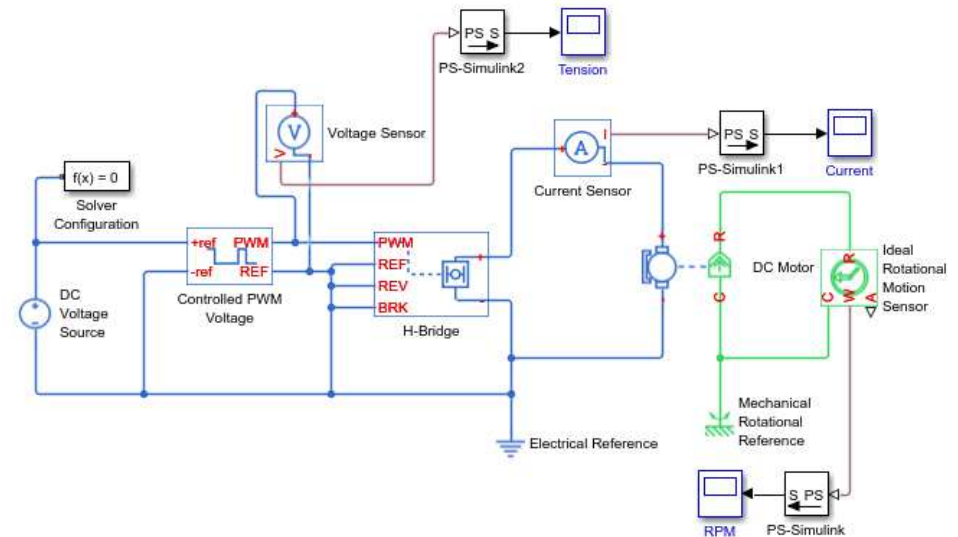 PS S
PS-Simulink2
Tension
V
V
Voltage Sensor
f(x) = 0
Solver
Configuration
A
I
Current Sensor
PS S
PS-Simulink1
Current
+ref PWM
-ref REF
Controlled PWM
Voltage
PWM
REF
REV
BRK
H-Bridge
DC
Voltage
Source
R
C
DC Motor
R
C W A
Ideal
Rotational
Motion
Sensor
Mechanical
Rotational
Reference
Electrical Reference
RPM
S PS
PS-Simulink